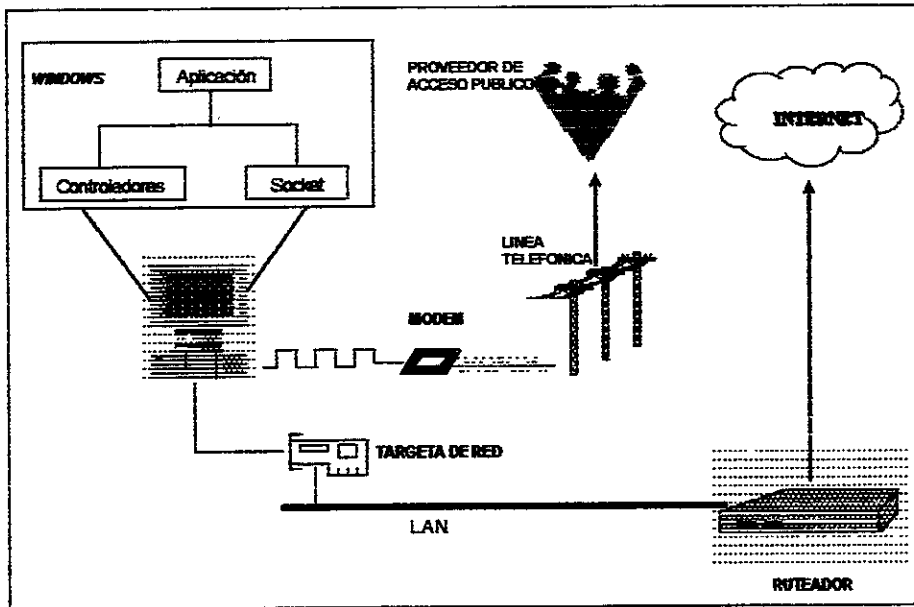 WINDOWS
Aplicación
Controladores
Socket
PROVEEDOR DE
ACCESO PUBLICO
INTERNET
LINEA
TELEFONICA
MODEM
TARGETA DE RED
LAN
RUTEADOR